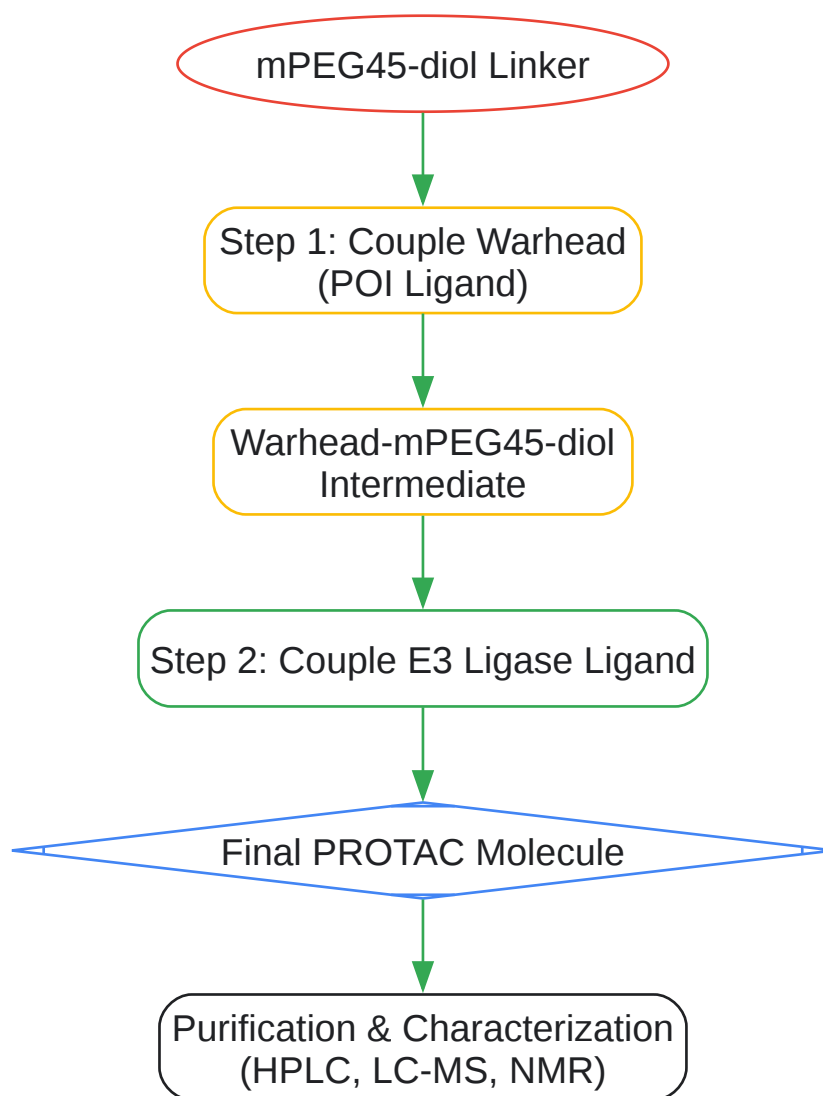 mPEG45-diol Linker
Step 1: Couple Warhead
(POI Ligand)
Warhead-mPEG45-diol
Intermediate
Step 2: Couple E3 Ligase Ligand
Final PROTAC Molecule
Purification & Characterization
(HPLC, LC-MS, NMR)